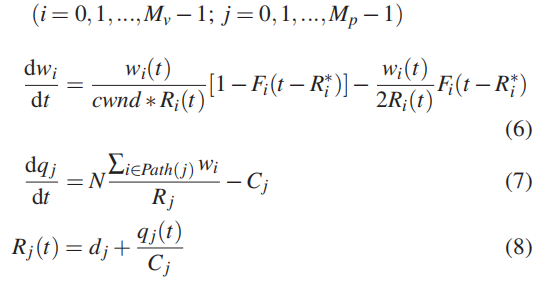 (i = 0, 1, ..., M_v − 1; j = 0, 1, ..., M_p − 1)
dw_i/dt = w_i(t)/(cwnd * R_i(t)) [1 − F_i(t − R_i^*)] − w_i(t)/(2R_i(t)) F_i(t − R_i^*)
(6)
dq_j/dt = N (∑_{i∈Path(j)} w_i)/R_j − C_j (7)
R_j(t) = d_j + q_j(t)/C_j (8)